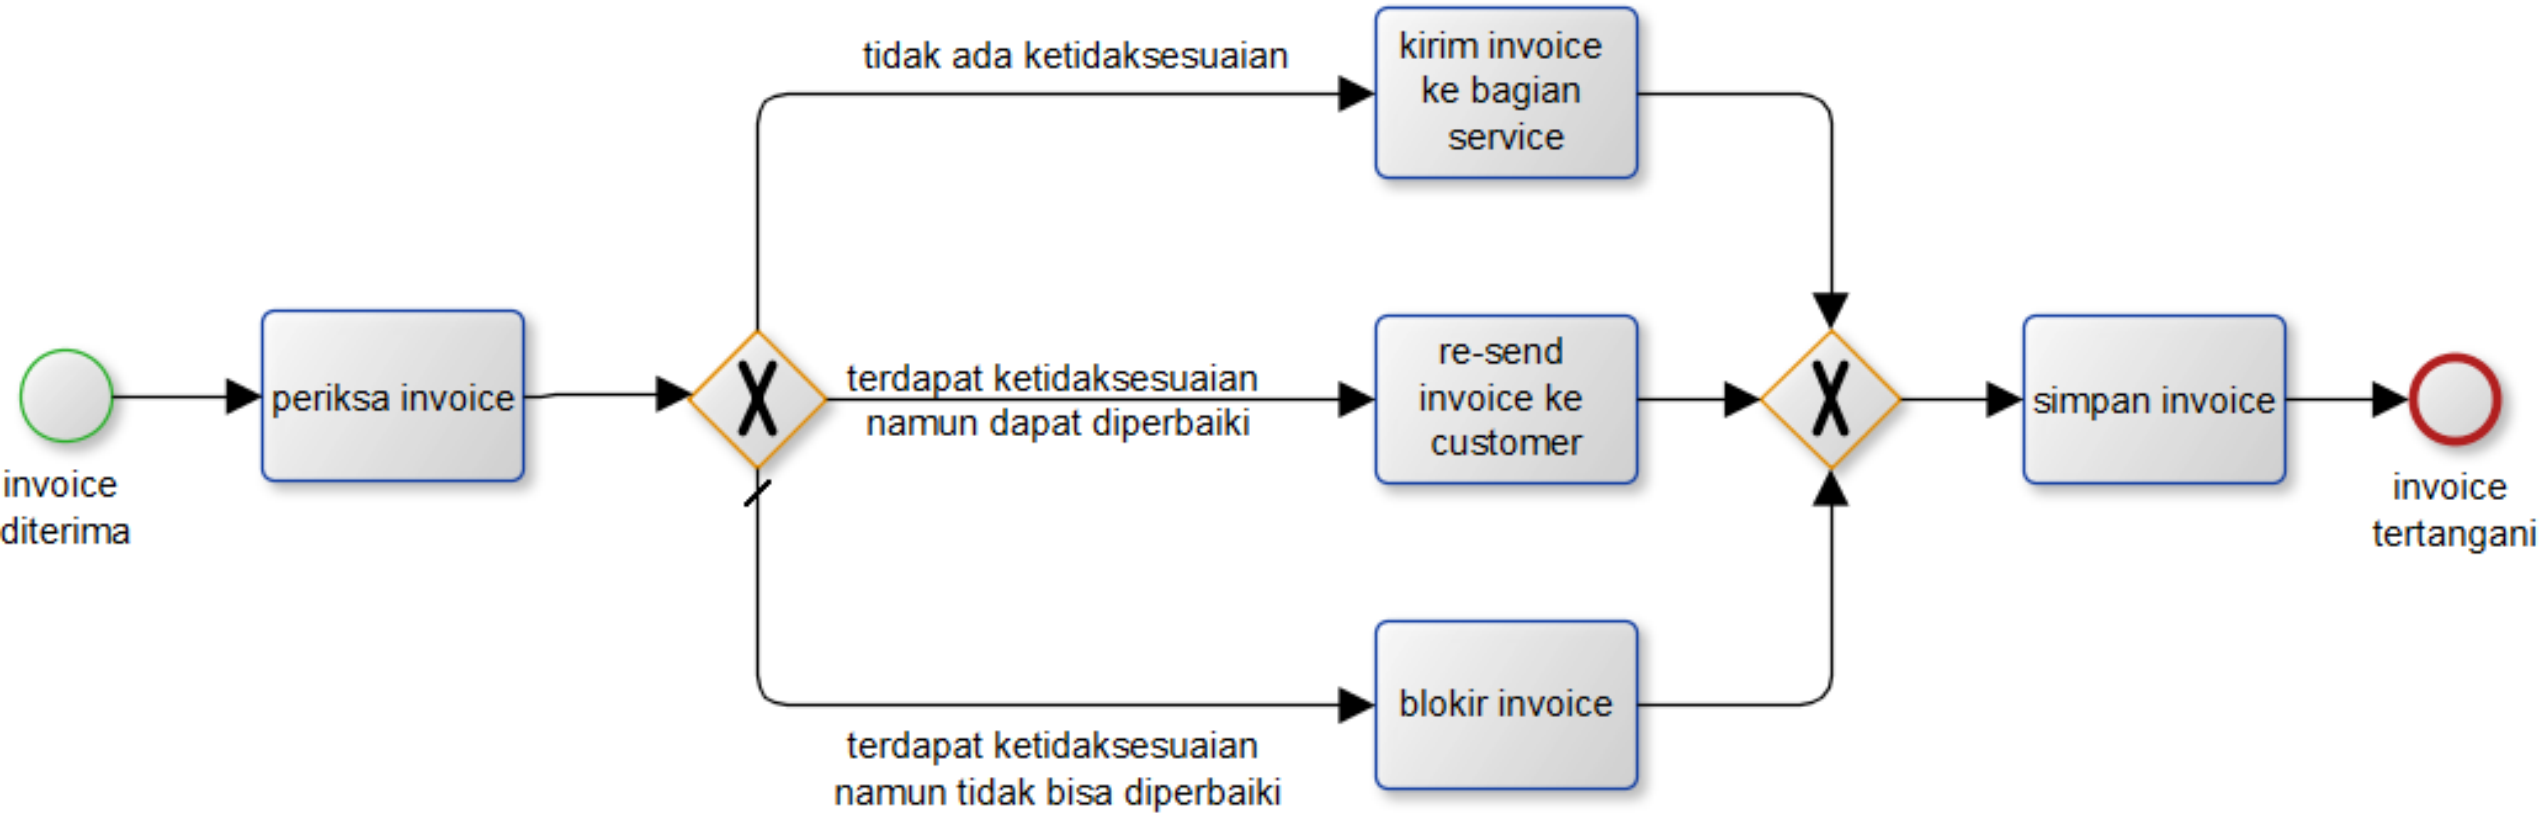 invoice
diterima
periksa invoice
tidak ada ketidaksesuaian
kirim invoice
ke bagian
service
terdapat ketidaksesuaian
namun dapat diperbaiki
re-send
invoice ke
customer
terdapat ketidaksesuaian
namun tidak bisa diperbaiki
blokir invoice
simpan invoice
invoice
tertangani